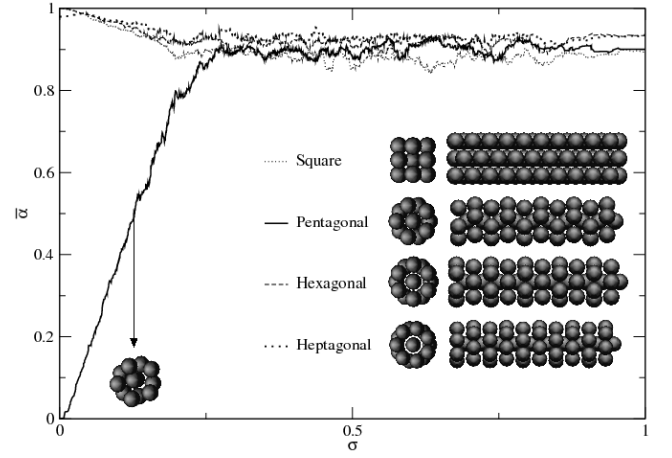 1
0.8
0.6
0.4
0.2
0
α̅
Square
Pentagonal
Hexagonal
Heptagonal
0
0.5
1
σ